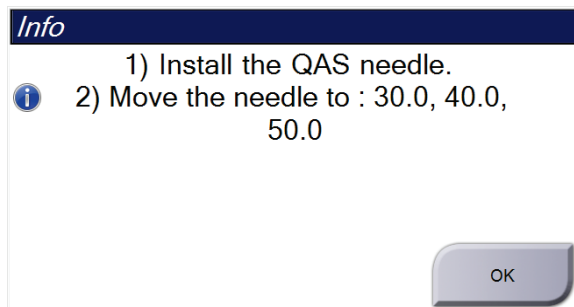 Info
1) Install the QAS needle.
2) Move the needle to : 30.0, 40.0,
50.0
OK